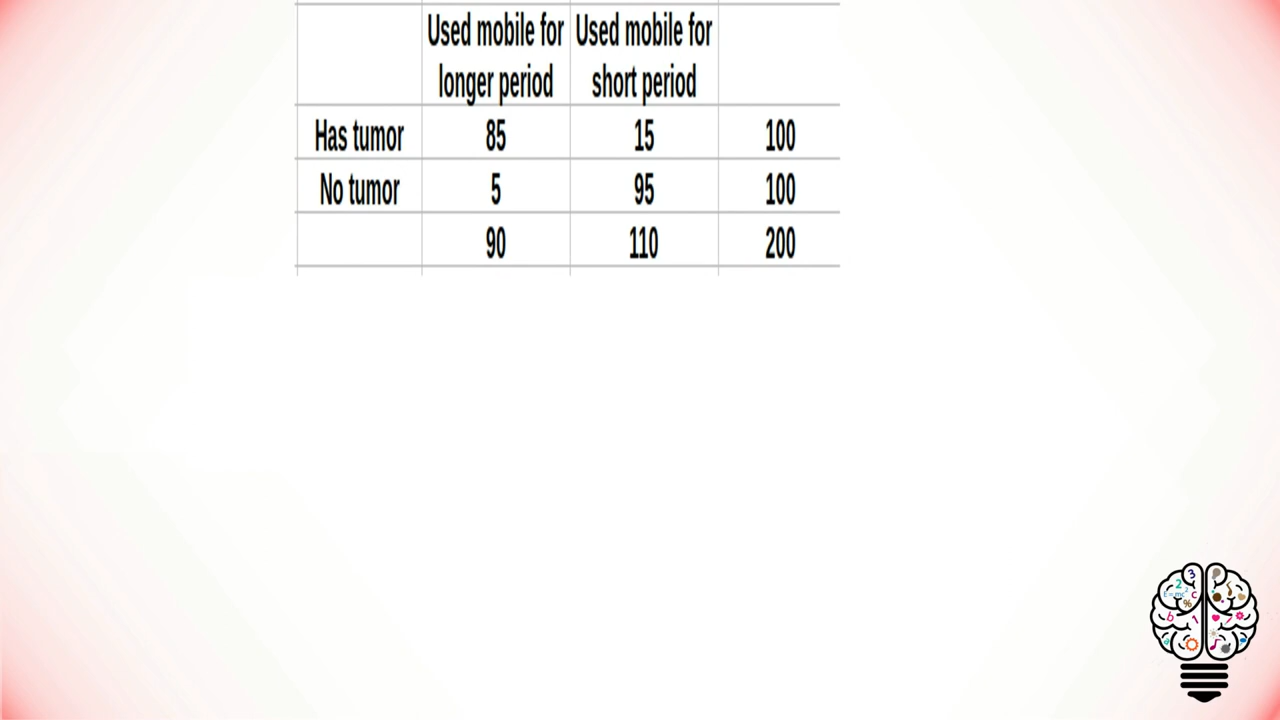 Used mobile for longer period Used mobile for short period
Has tumor 85 15 100
No tumor 5 95 100
90 110 200